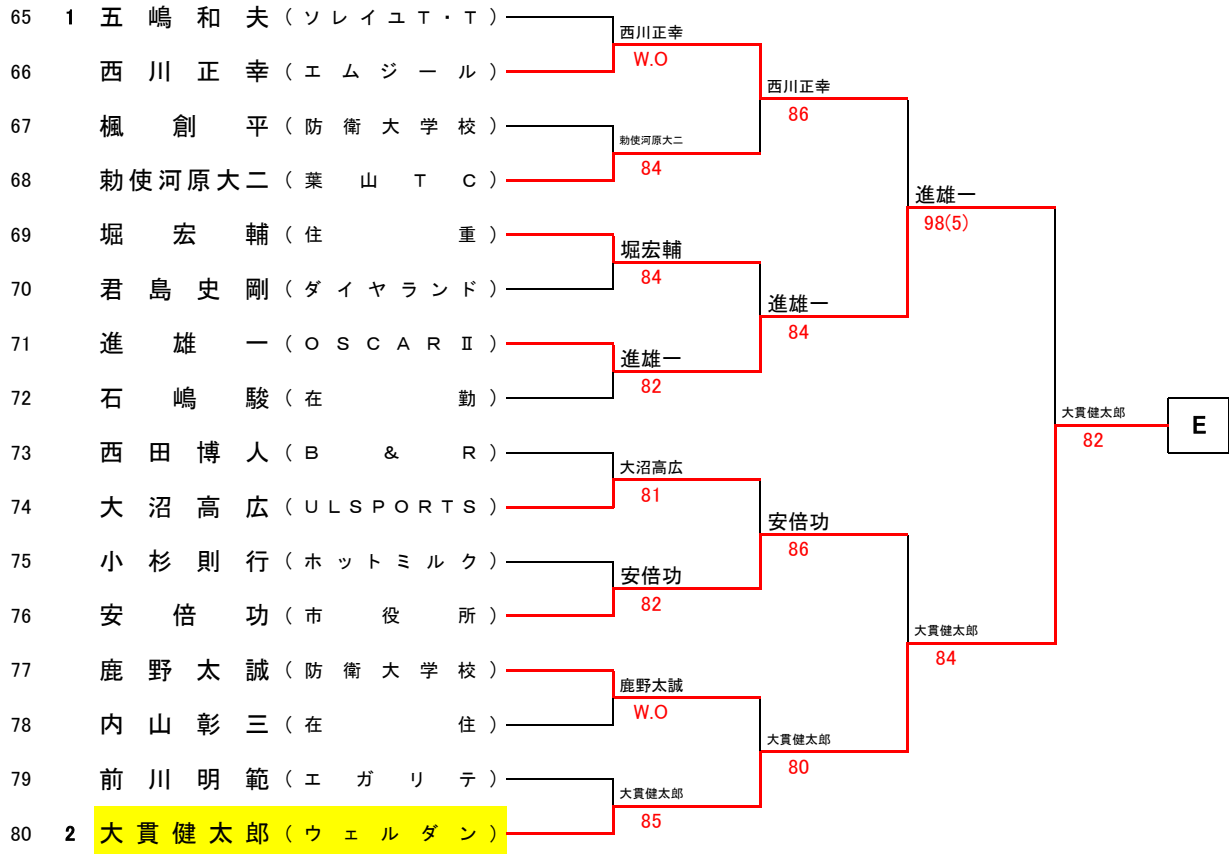 65 1 五嶋和夫(ソレイユT・T)
西川正幸
66 西川正幸(エムジール)
W.O
西川正幸
86
67 楓創平(防衛大学校)
勅使河原大二
84
68 勅使河原大二(葉山TC)
進雄一
98(5)
69 堀宏輔(住重)
堀宏輔
84
70 君島史剛(ダイヤランド)
進雄一
84
71 進雄一(OSCARⅡ)
進雄一
82
72 石嶋駿(在勤)
大貫健太郎
82
E
73 西田博人(B&R)
大沼高広
81
74 大沼高広(ULSPORTS)
安倍功
86
75 小杉則行(ホットミルク)
安倍功
82
76 安倍功(市役所)
大貫健太郎
84
77 鹿野太誠(防衛大学校)
鹿野太誠
W.O
78 内山彰三(在住)
大貫健太郎
80
79 前川明範(エガリテ)
大貫健太郎
85
80 2 大貫健太郎(ウェルダン)